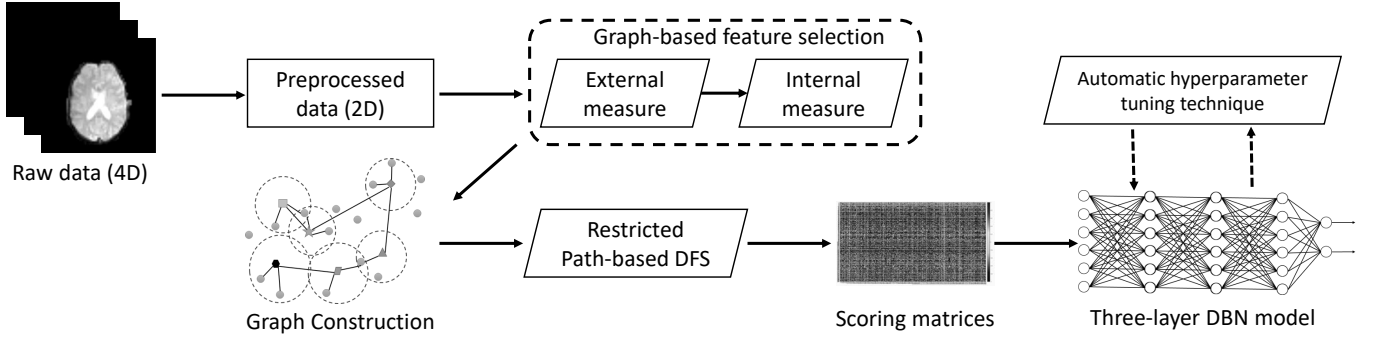 Raw data (4D)
Preprocessed
data (2D)
Graph-based feature selection
External
measure
Internal
measure
Graph Construction
Restricted
Path-based DFS
Scoring matrices
Automatic hyperparameter
tuning technique
Three-layer DBN model